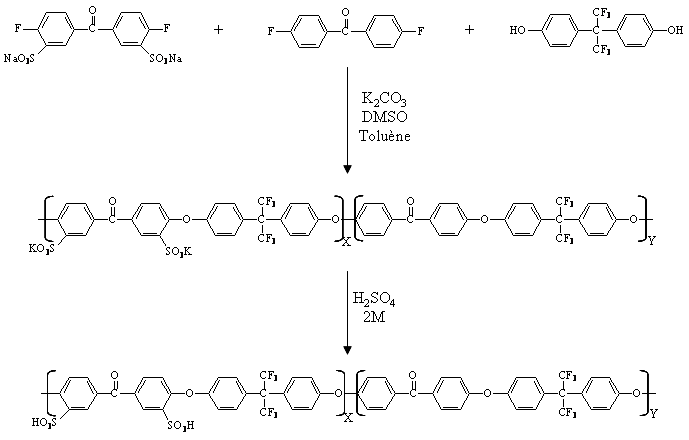 F O F + F O F + HO CF₃ CF₃ OH
NaO₃S SO₃Na
K₂CO₃
DMSO
Toluène
O O CF₃ CF₃ O O O CF₃ CF₃ O
KO₃S SO₃K X Y
H₂SO₄
2M
O O CF₃ CF₃ O O O CF₃ CF₃ O
HO₃S SO₃H X Y